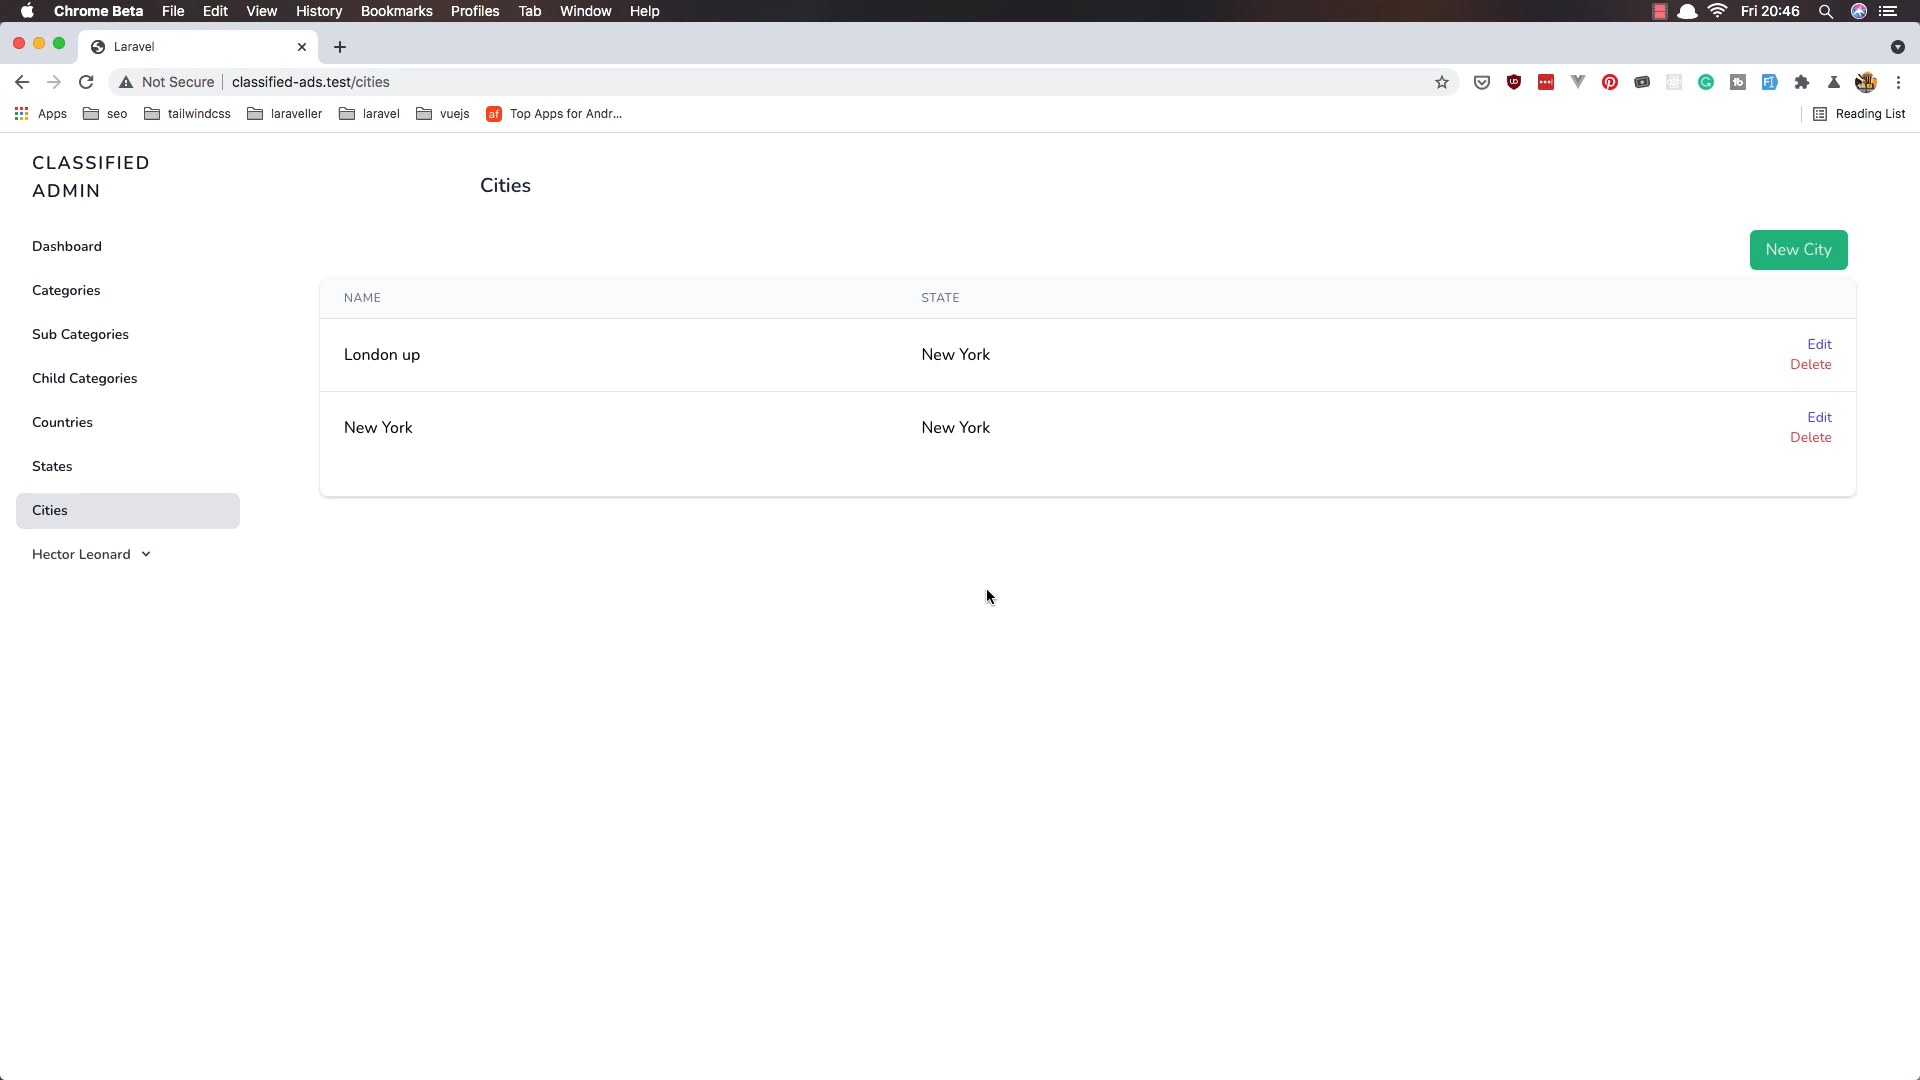 Chrome Beta File Edit View History Bookmarks Profiles Tab Window Help Fri 20:46
Laravel
Not Secure classified-ads.test/cities
Apps seo tailwindcss laraveller laravel vuejs af Top Apps for Andr... Reading List
CLASSIFIED
ADMIN
Cities
Dashboard
New City
Categories
NAME STATE
Sub Categories
London up New York Edit
Delete
Child Categories
Countries
New York New York Edit
Delete
States
Cities
Hector Leonard